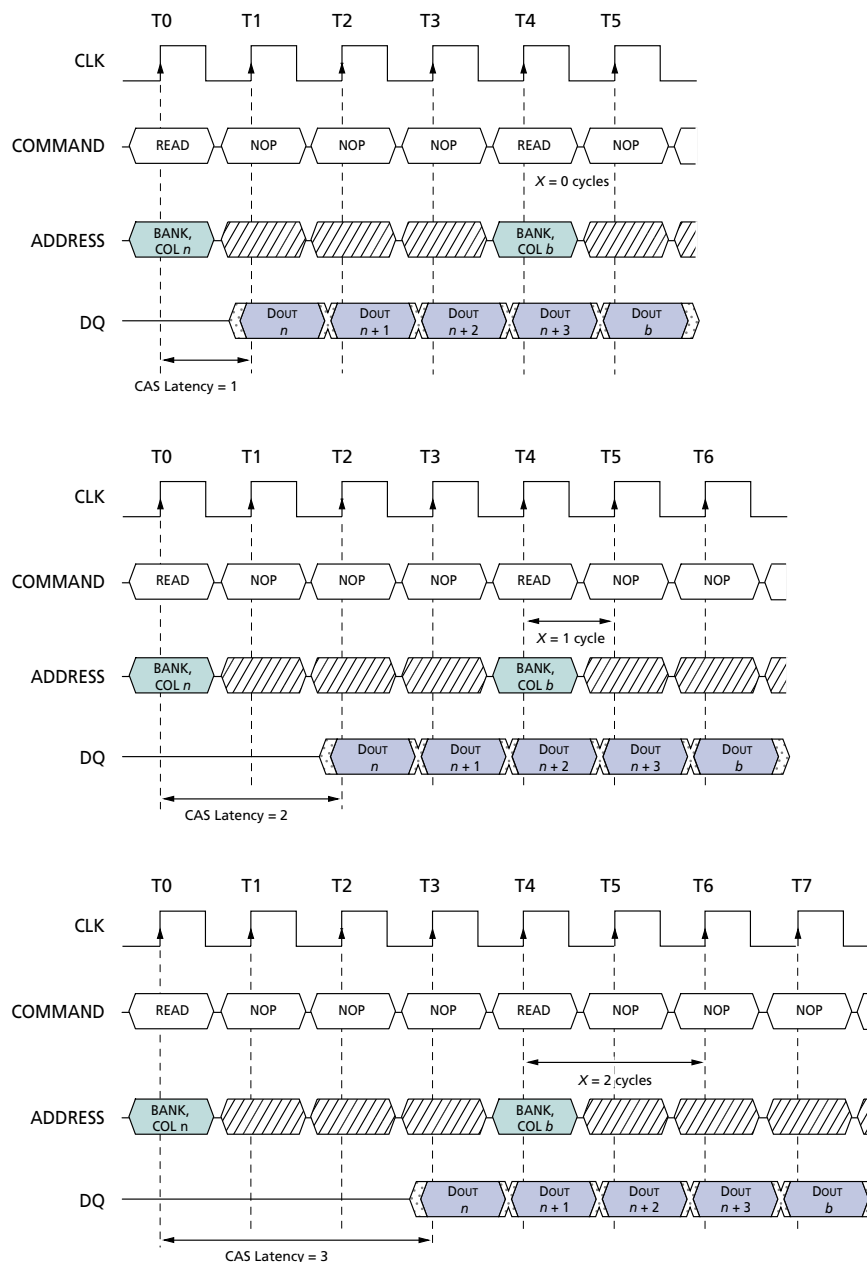 T0 T1 T2 T3 T4 T5
CLK
COMMAND READ NOP NOP NOP READ NOP
X = 0 cycles
ADDRESS BANK, COL n BANK, COL b
DQ DOUT n DOUT n + 1 DOUT n + 2 DOUT n + 3 DOUT b
CAS Latency = 1
T0 T1 T2 T3 T4 T5 T6
CLK
COMMAND READ NOP NOP NOP READ NOP NOP
X = 1 cycle
ADDRESS BANK, COL n BANK, COL b
DQ DOUT n DOUT n + 1 DOUT n + 2 DOUT n + 3 DOUT b
CAS Latency = 2
T0 T1 T2 T3 T4 T5 T6 T7
CLK
COMMAND READ NOP NOP NOP READ NOP NOP NOP
X = 2 cycles
ADDRESS BANK, COL n BANK, COL b
DQ DOUT n DOUT n + 1 DOUT n + 2 DOUT n + 3 DOUT b
CAS Latency = 3